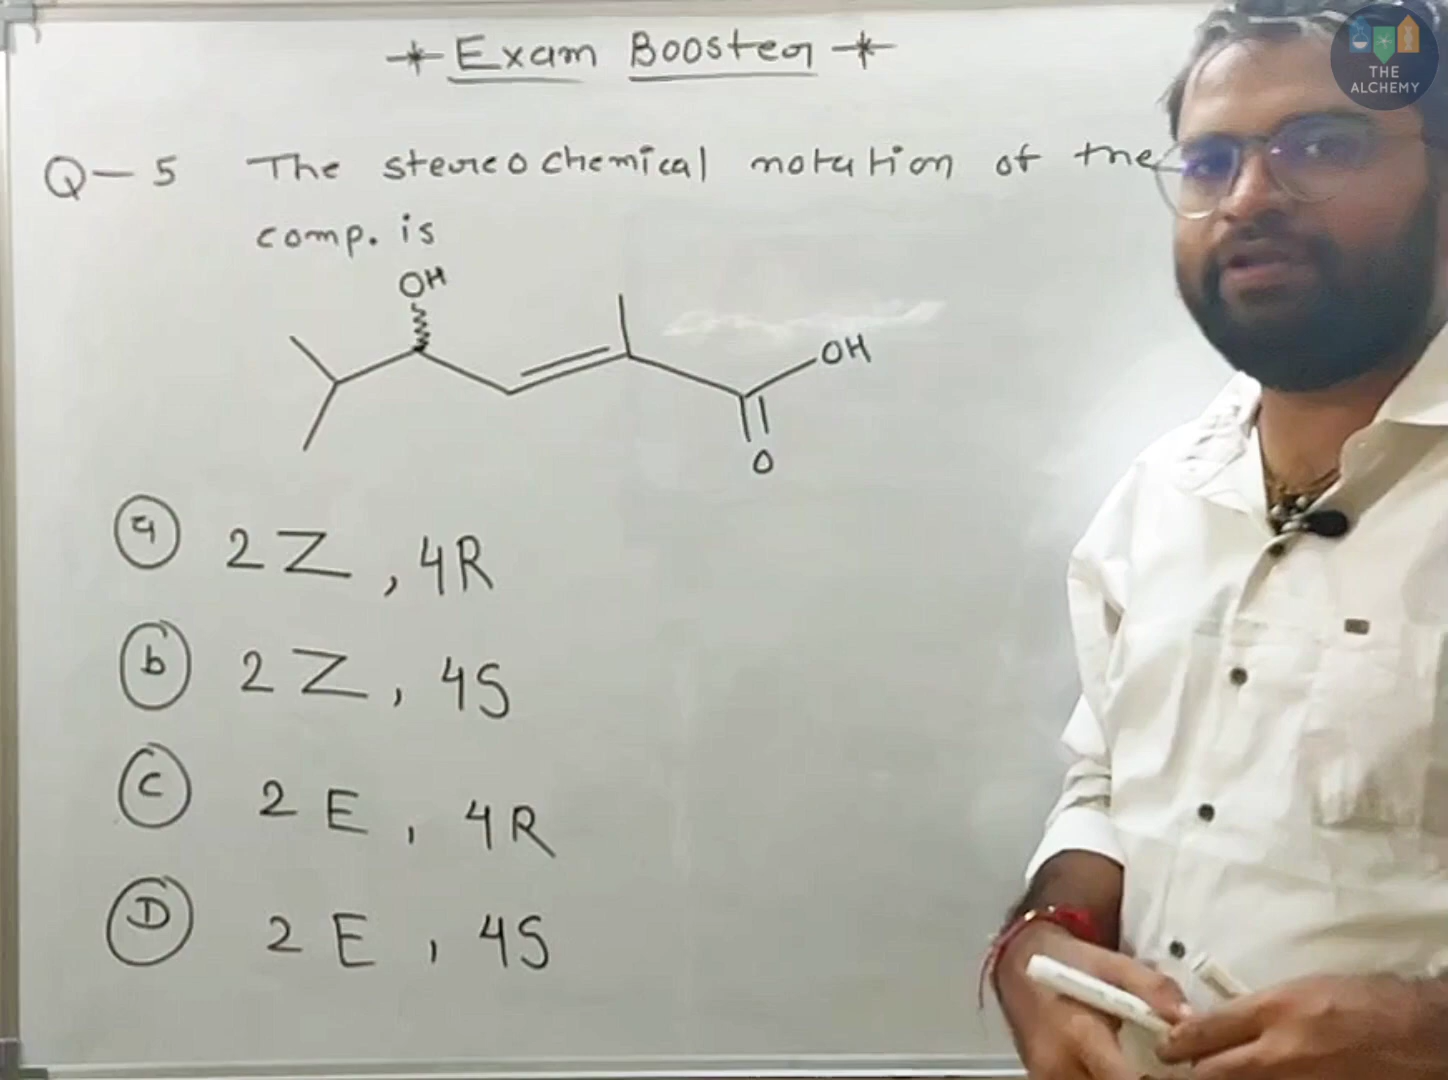 * Exam Booster *
Q-5 The stereochemical notation of the
comp. is
OH
OH
O
a 2Z, 4R
b 2Z, 4S
c 2E, 4R
D 2E, 4S
THE
ALCHEMY